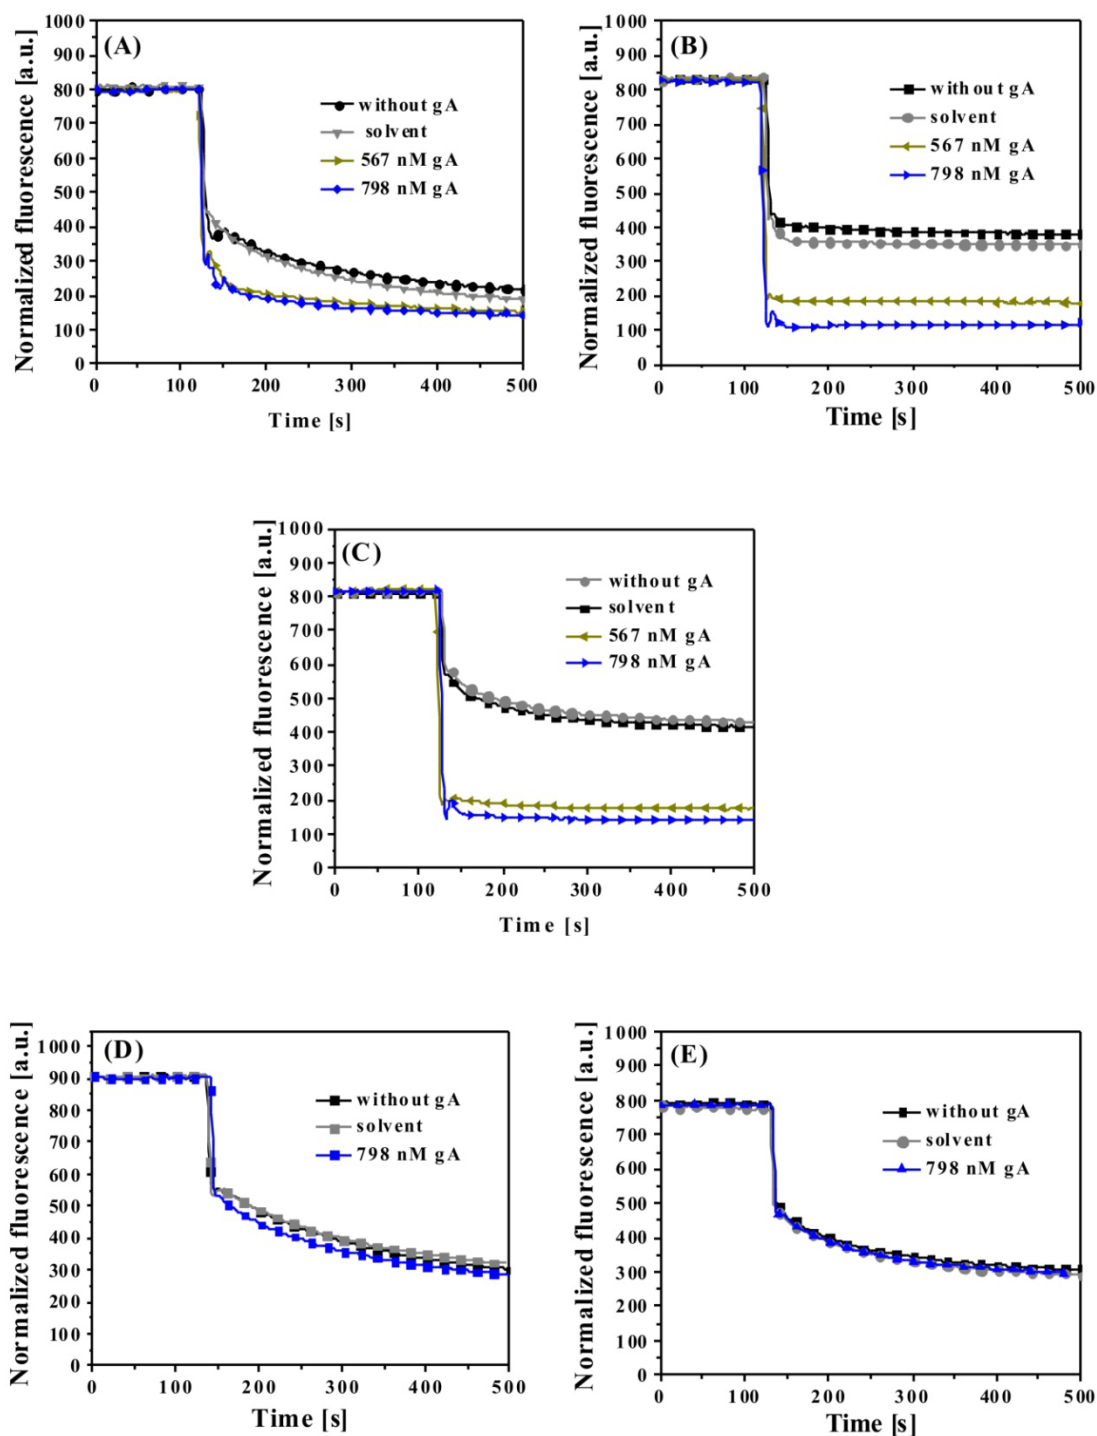 (A)
Normalized fluorescence [a.u.]
1000
900
800
700
600
500
400
300
200
100
0
without gA
solvent
567 nM gA
798 nM gA
0 100 200 300 400 500
Time [s]
(B)
Normalized fluorescence [a.u.]
1000
900
800
700
600
500
400
300
200
100
0
without gA
solvent
567 nM gA
798 nM gA
0 100 200 300 400 500
Time [s]
(C)
Normalized fluorescence [a.u.]
1000
900
800
700
600
500
400
300
200
100
0
without gA
solvent
567 nM gA
798 nM gA
0 100 200 300 400 500
Time [s]
(D)
Normalized fluorescence [a.u.]
1000
900
800
700
600
500
400
300
200
100
0
without gA
solvent
798 nM gA
0 100 200 300 400 500
Time [s]
(E)
Normalized fluorescence [a.u.]
1000
900
800
700
600
500
400
300
200
100
0
without gA
solvent
798 nM gA
0 100 200 300 400 500
Time [s]